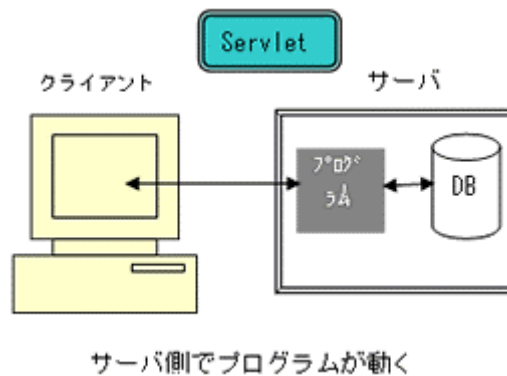 Servlet
クライアント
サーバ
プログ
ラム
DB
サーバ側でプログラムが動く